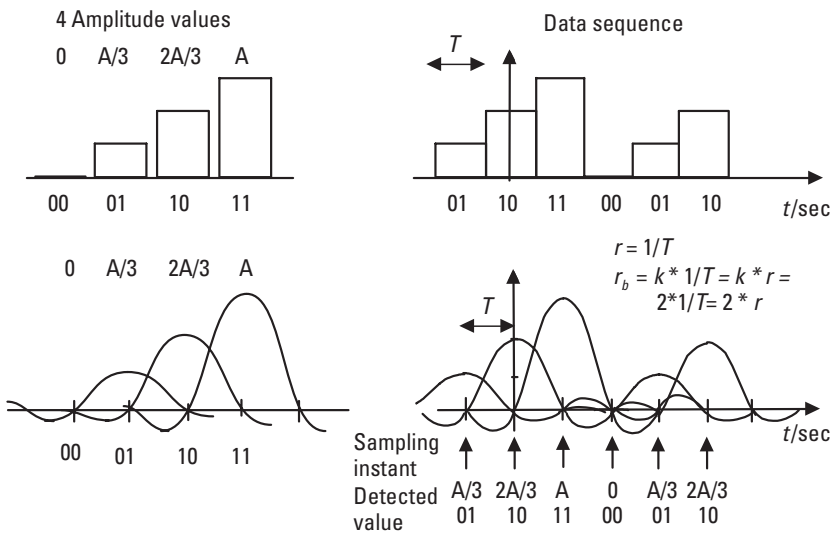 4 Amplitude values
0 A/3 2A/3 A
00 01 10 11
Data sequence
T
01 10 11 00 01 10
t/sec
0 A/3 2A/3 A
00 01 10 11
r = 1/T
r_b = k * 1/T = k * r =
2*1/T= 2 * r
T
t/sec
Sampling
instant
Detected
value
A/3 2A/3 A 0 A/3 2A/3
01 10 11 00 01 10